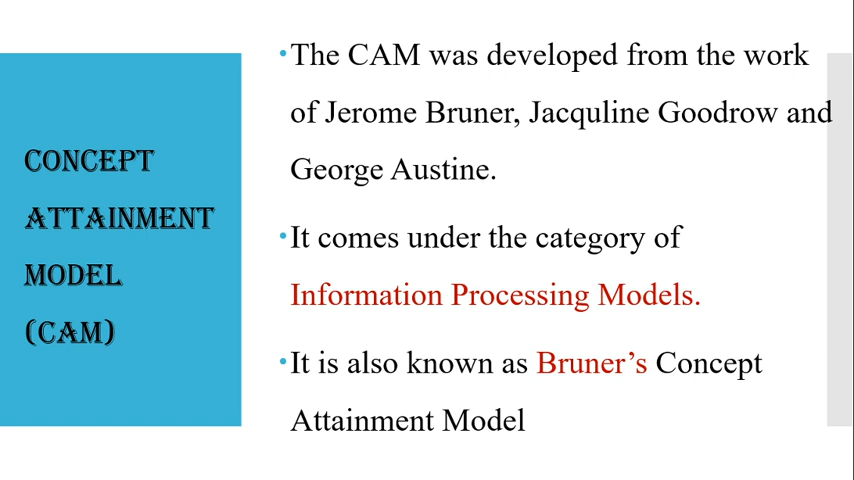 CONCEPT
ATTAINMENT
MODEL
(CAM)
•The CAM was developed from the work
of Jerome Bruner, Jacquline Goodrow and
George Austine.
•It comes under the category of
Information Processing Models.
•It is also known as Bruner’s Concept
Attainment Model